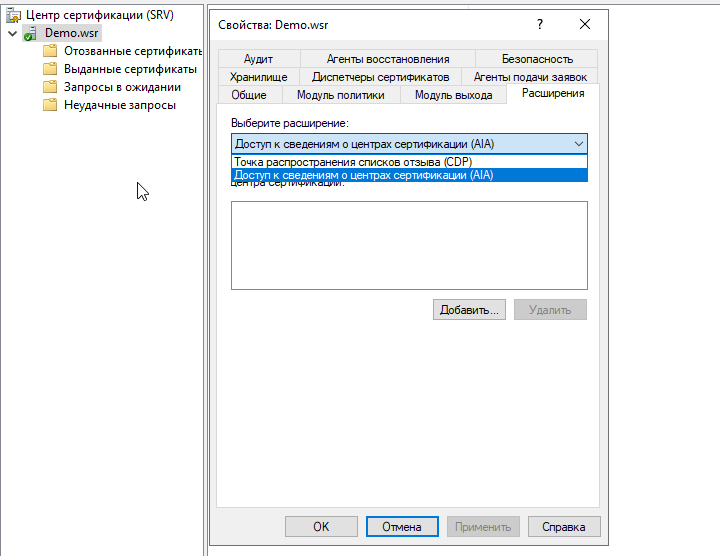 Центр сертификации (SRV)
Demo.wsr
Отозванные сертификать
Выданные сертификаты
Запросы в ожидании
Неудачные запросы
Свойства: Demo.wsr
?
Аудит
Агенты восстановления
Безопасность
Хранилище
Диспетчеры сертификатов
Агенты подачи заявок
Общие
Модуль политики
Модуль выхода
Расширения
Выберите расширение:
Доступ к сведениям о центрах сертификации (AIA)
Точка распространения списков отзыва (CDP)
Доступ к сведениям о центрах сертификации (AIA)
центра сертификации.
Добавить...
Удалить
OK
Отмена
Применить
Справка